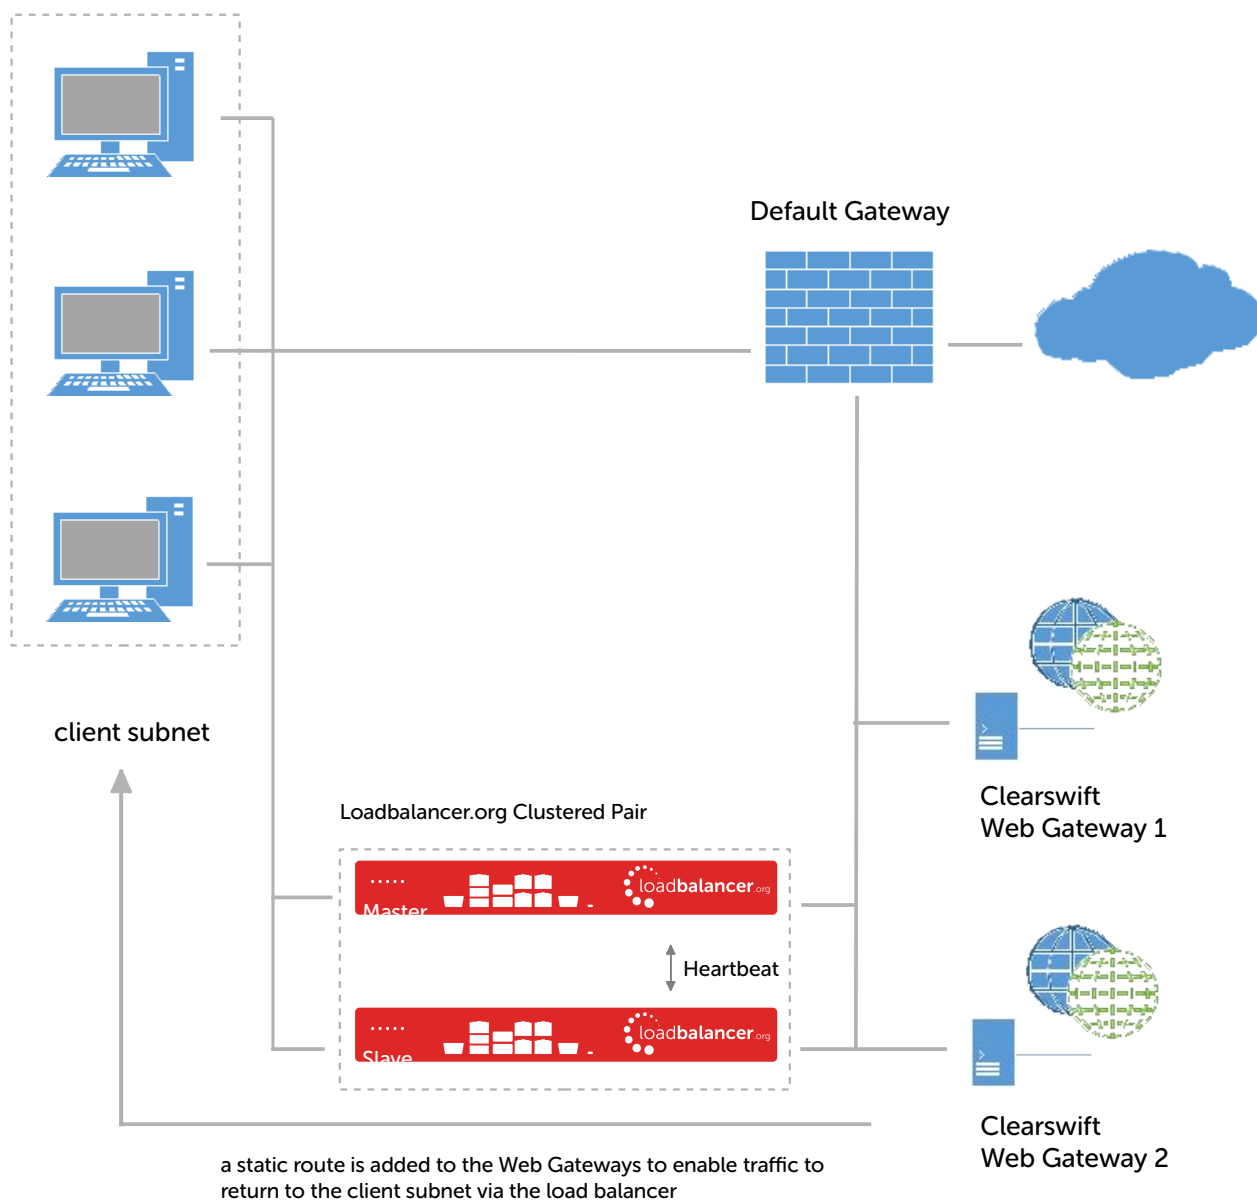 Default Gateway
client subnet
Clearswift
Web Gateway 1
Loadbalancer.org Clustered Pair
Master
loadbalancer.org
Heartbeat
Slave
loadbalancer.org
Clearswift
Web Gateway 2
a static route is added to the Web Gateways to enable traffic to
return to the client subnet via the load balancer